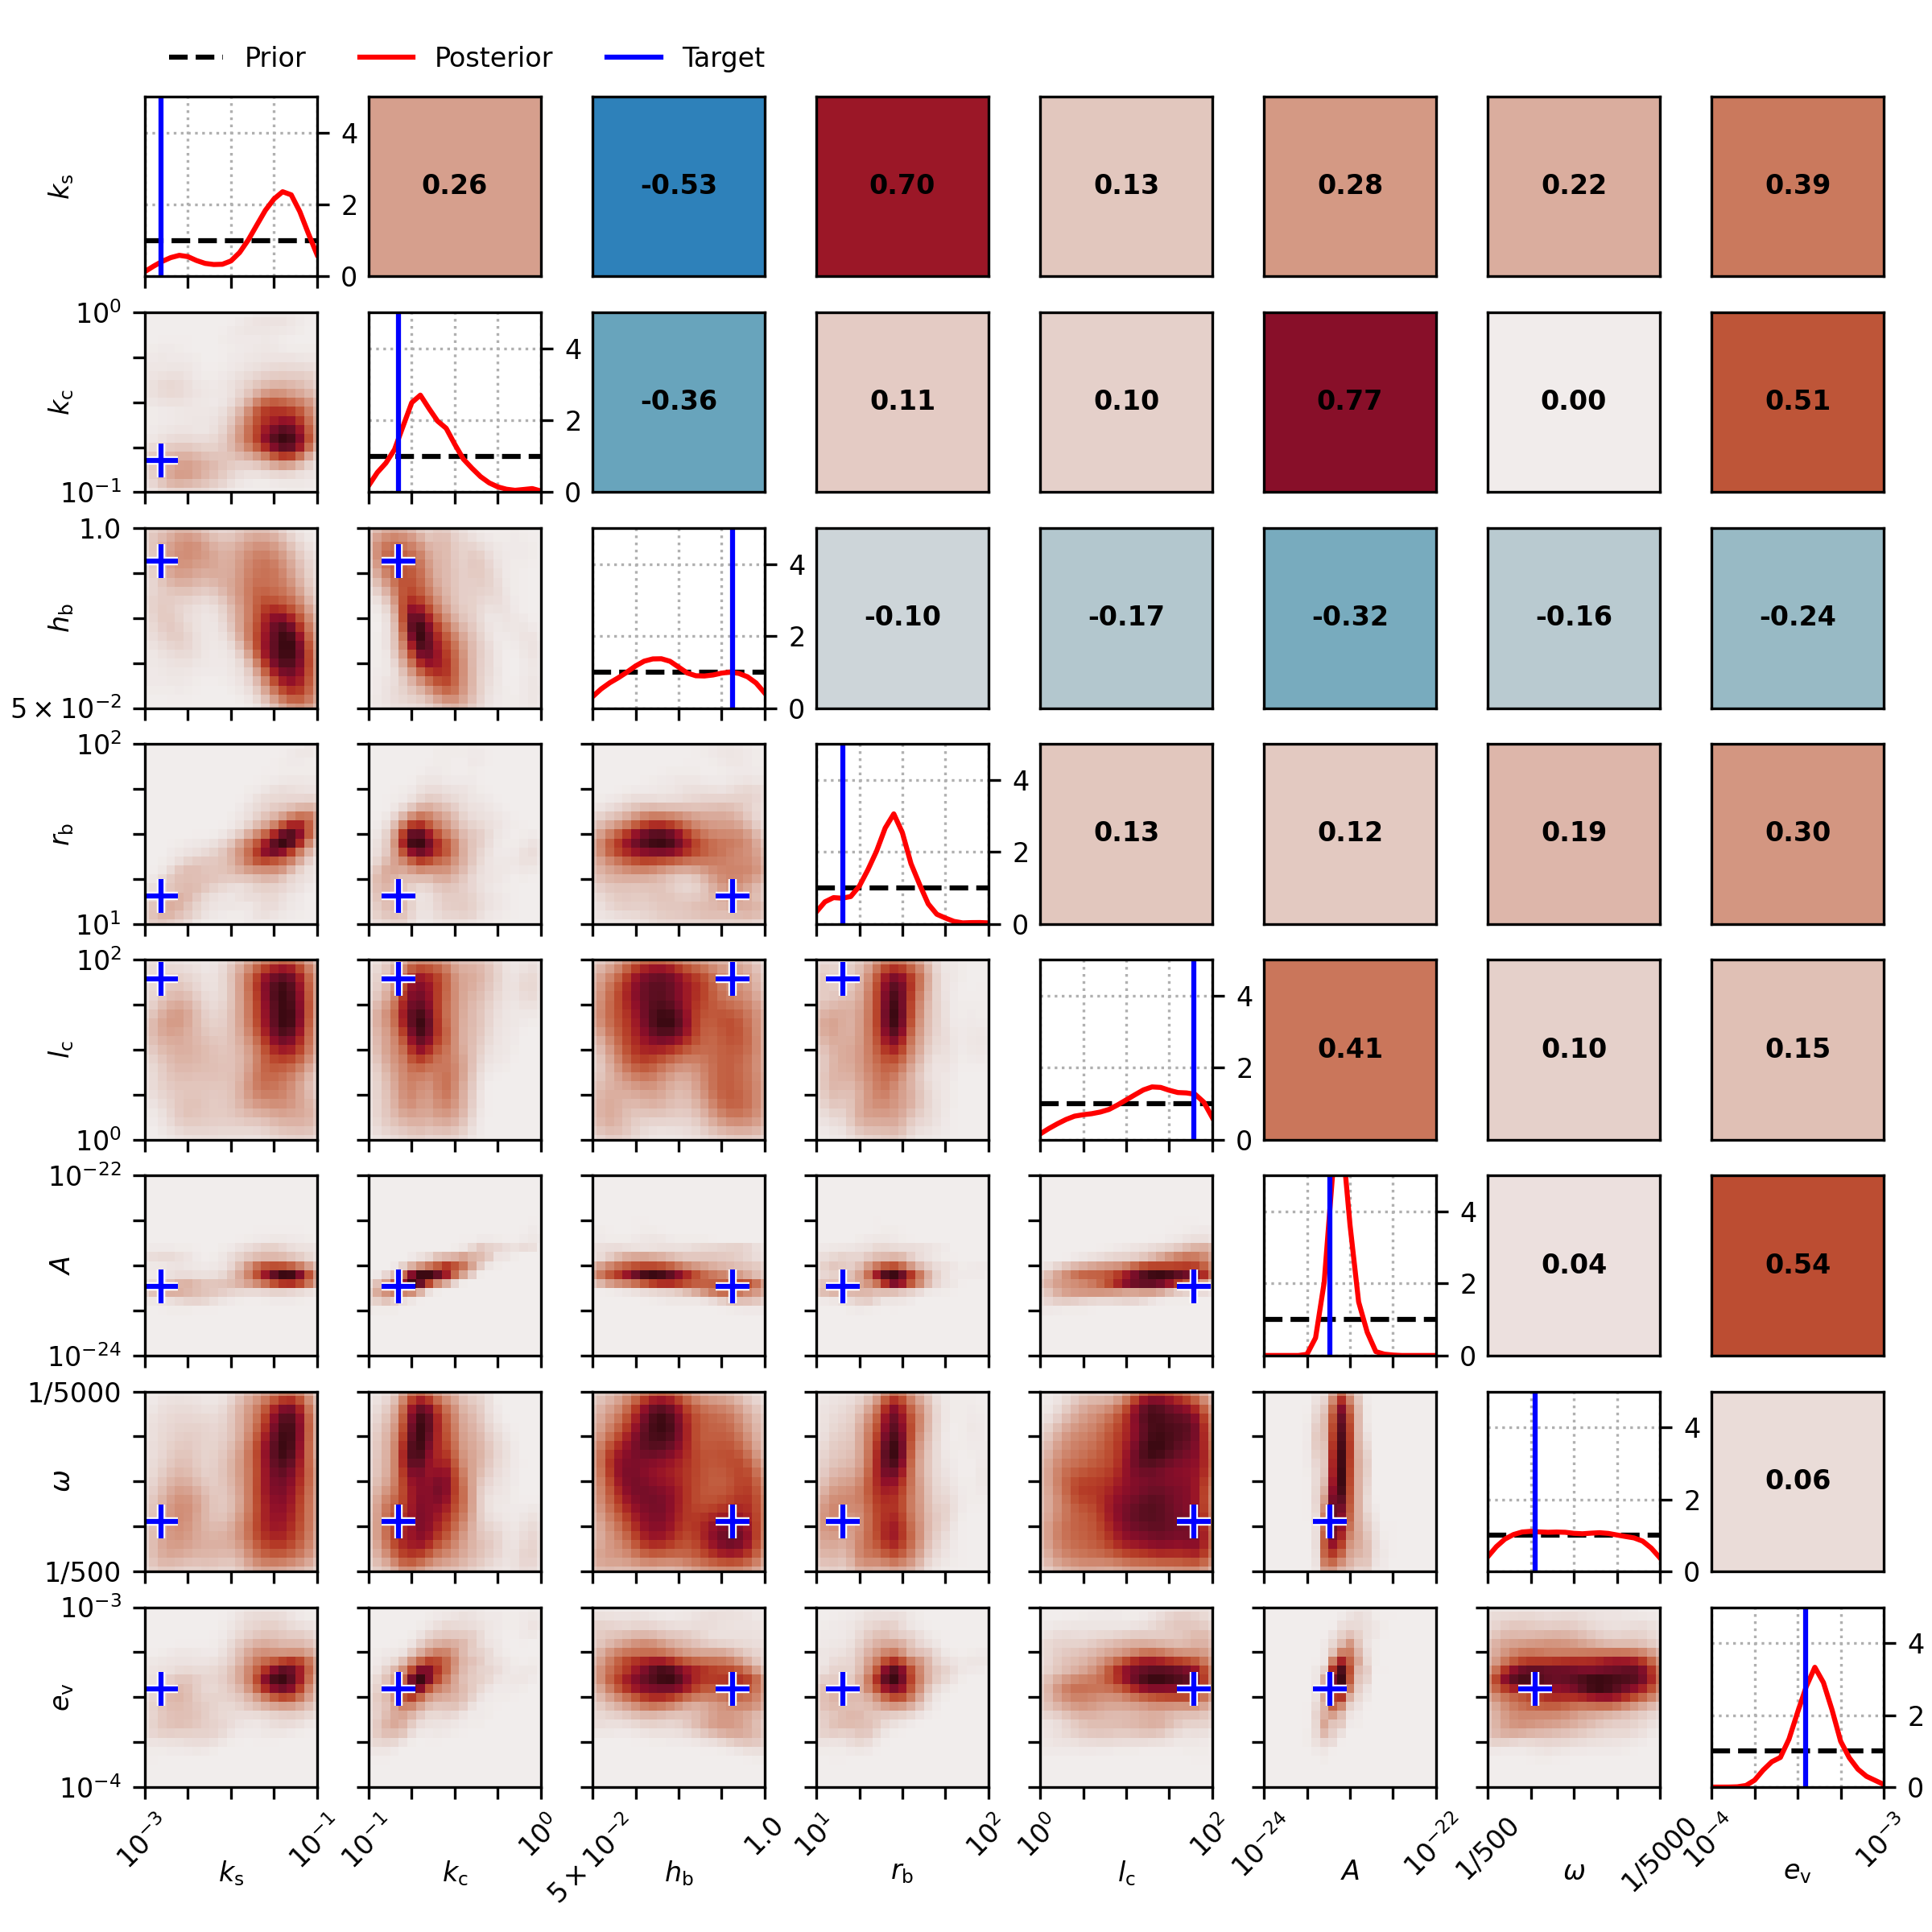 Prior Posterior Target
k_s 4 2 0 0.26 -0.53 0.70 0.13 0.28 0.22 0.39
10^0 k_c 10^-1 4 2 0 -0.36 0.11 0.10 0.77 0.00 0.51
1.0 h_b 5 × 10^-2 4 2 0 -0.10 -0.17 -0.32 -0.16 -0.24
10^2 r_b 10^1 4 2 0 0.13 0.12 0.19 0.30
10^2 l_c 10^0 4 2 0 0.41 0.10 0.15
10^-22 A 10^-24 4 2 0 0.04 0.54
1/5000 ω 1/500 4 2 0 0.06
10^-3 e_v 10^-4 4 2 0
10^-3 10^-1 10^-1 10^0 5 × 10^-2 1.0 10^1 10^2 10^0 10^2 10^-24 10^-22 1/500 1/5000 10^-4 10^-3
k_s k_c h_b r_b l_c A ω e_v